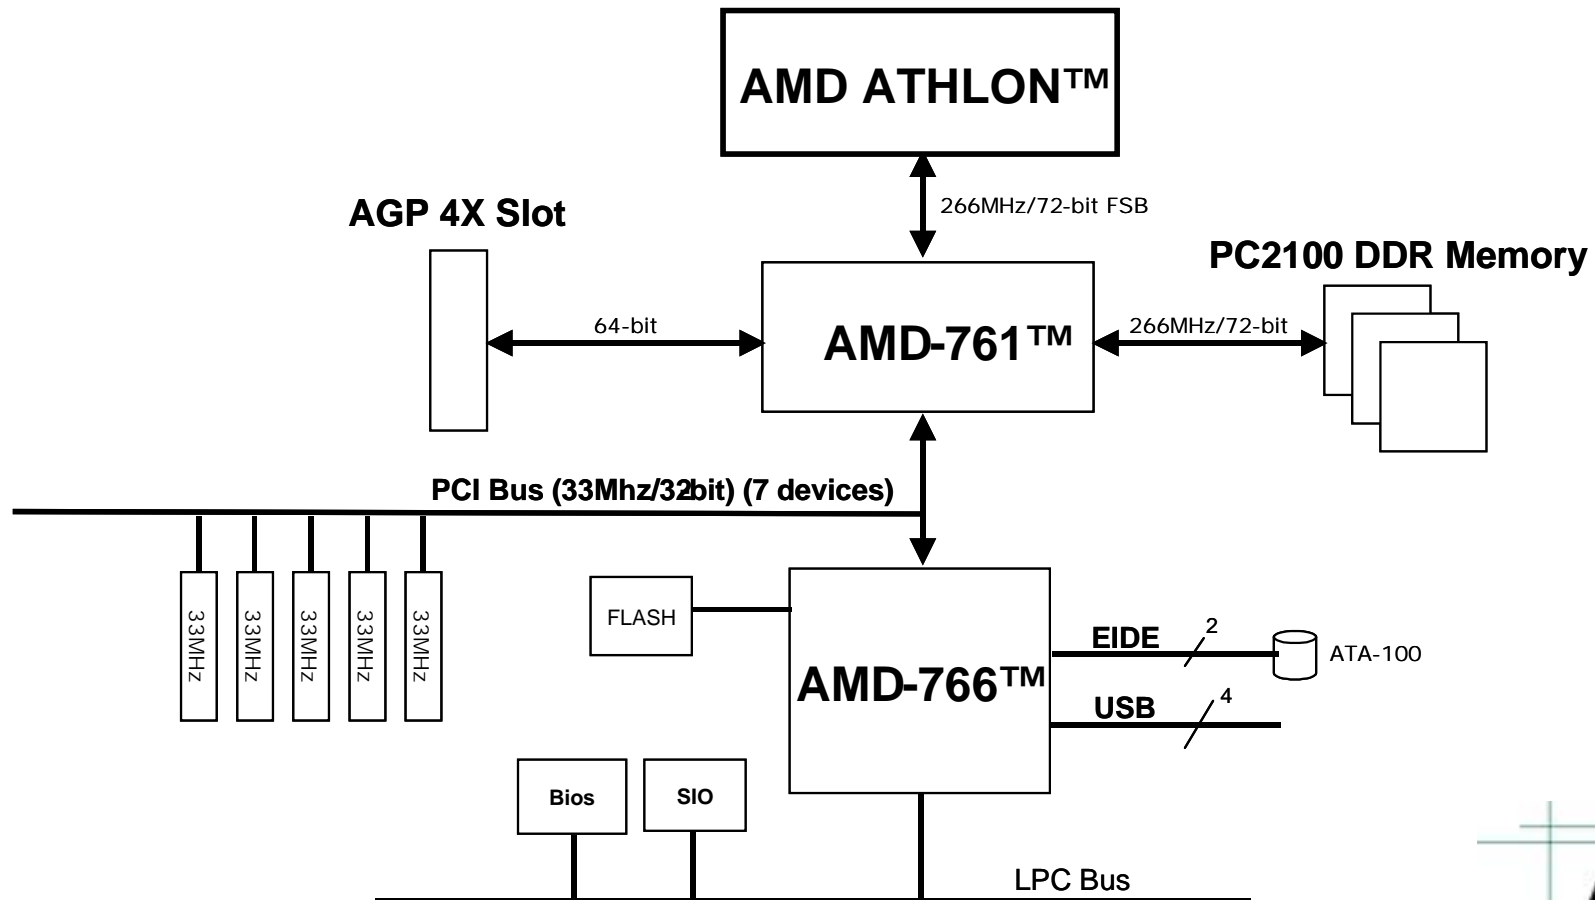 AMD ATHLON™
266MHz/72-bit FSB
AGP 4X Slot
PC2100 DDR Memory
64-bit
AMD-761™
266MHz/72-bit
PCI Bus (33Mhz/32bit) (7 devices)
33MHz
33MHz
33MHz
33MHz
33MHz
FLASH
AMD-766™
EIDE
2
ATA-100
USB
4
Bios
SIO
LPC Bus